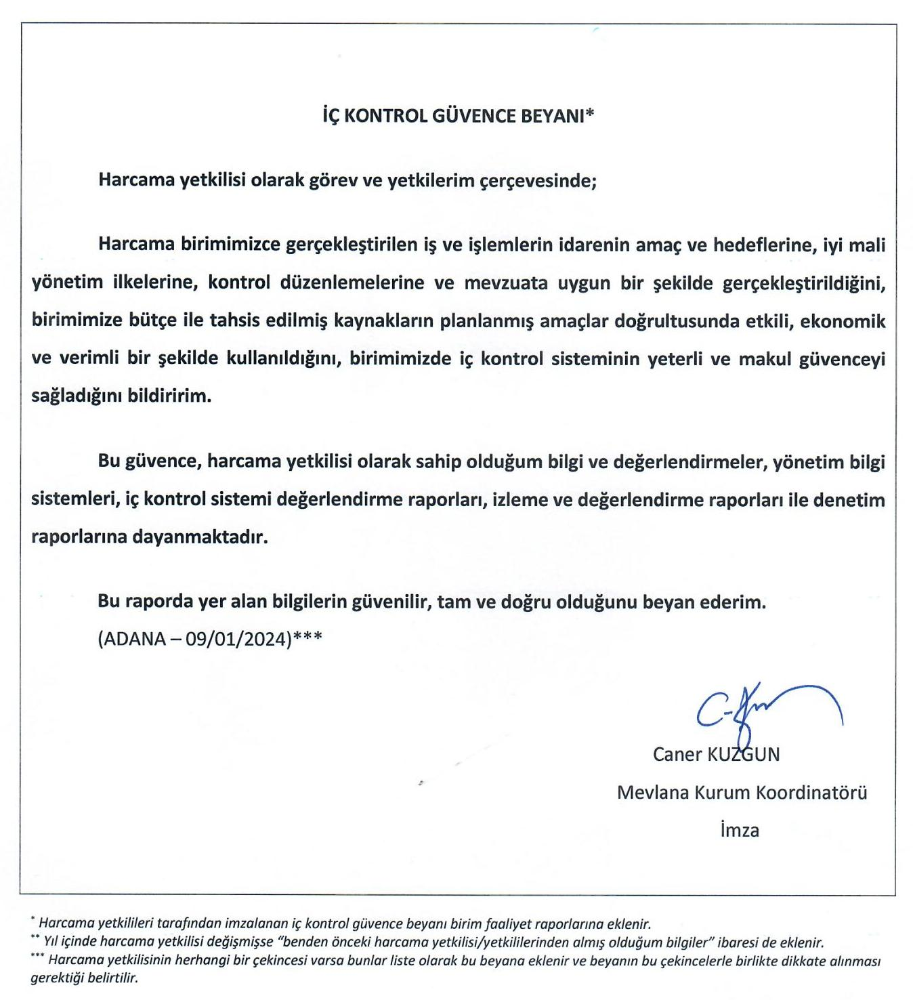 İÇ KONTROL GÜVENCE BEYANI*
Harcama yetkilisi olarak görev ve yetkilerim çerçevesinde;
Harcama birimimizce gerçekleştirilen iş ve işlemlerin idarenin amaç ve hedeflerine, iyi mali
yönetim ilkelerine, kontrol düzenlemelerine ve mevzuata uygun bir şekilde gerçekleştirildiğini,
birimimize bütçe ile tahsis edilmiş kaynakların planlanmış amaçlar doğrultusunda etkili, ekonomik
ve verimli bir şekilde kullanıldığını, birimimizde iç kontrol sisteminin yeterli ve makul güvenceyi
sağladığını bildiririm.
Bu güvence, harcama yetkilisi olarak sahip olduğum bilgi ve değerlendirmeler, yönetim bilgi
sistemleri, iç kontrol sistemi değerlendirme raporları, izleme ve değerlendirme raporları ile denetim
raporlarına dayanmaktadır.
Bu raporda yer alan bilgilerin güvenilir, tam ve doğru olduğunu beyan ederim.
(ADANA – 09/01/2024)***
Caner KUZGUN
Mevlana Kurum Koordinatörü
İmza
* Harcama yetkilileri tarafından imzalanan iç kontrol güvence beyanı birim faaliyet raporlarına eklenir.
** Yıl içinde harcama yetkilisi değişmişse “benden önceki harcama yetkilisi/yetkililerinden almış olduğum bilgiler” ibaresi de eklenir.
*** Harcama yetkilisinin herhangi bir çekincesi varsa bunlar liste olarak bu beyana eklenir ve beyanın bu çekincelerle birlikte dikkate alınması
gerektiği belirtilir.